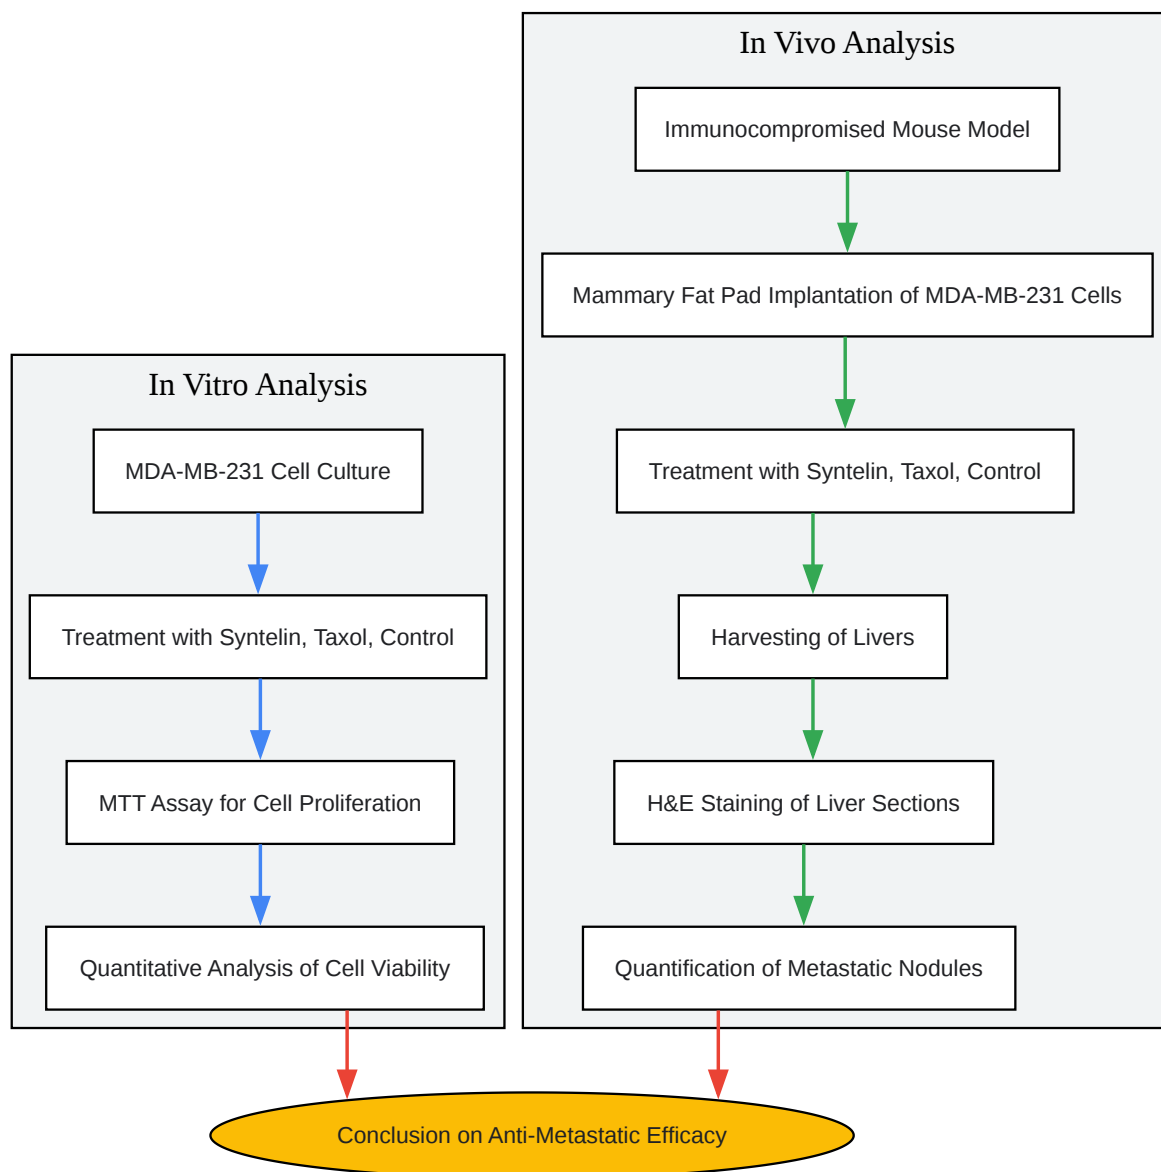 In Vivo Analysis
Immunocompromised Mouse Model
Mammary Fat Pad Implantation of MDA-MB-231 Cells
Treatment with Syntelin, Taxol, Control
Harvesting of Livers
H&E Staining of Liver Sections
Quantification of Metastatic Nodules
In Vitro Analysis
MDA-MB-231 Cell Culture
Treatment with Syntelin, Taxol, Control
MTT Assay for Cell Proliferation
Quantitative Analysis of Cell Viability
Conclusion on Anti-Metastatic Efficacy